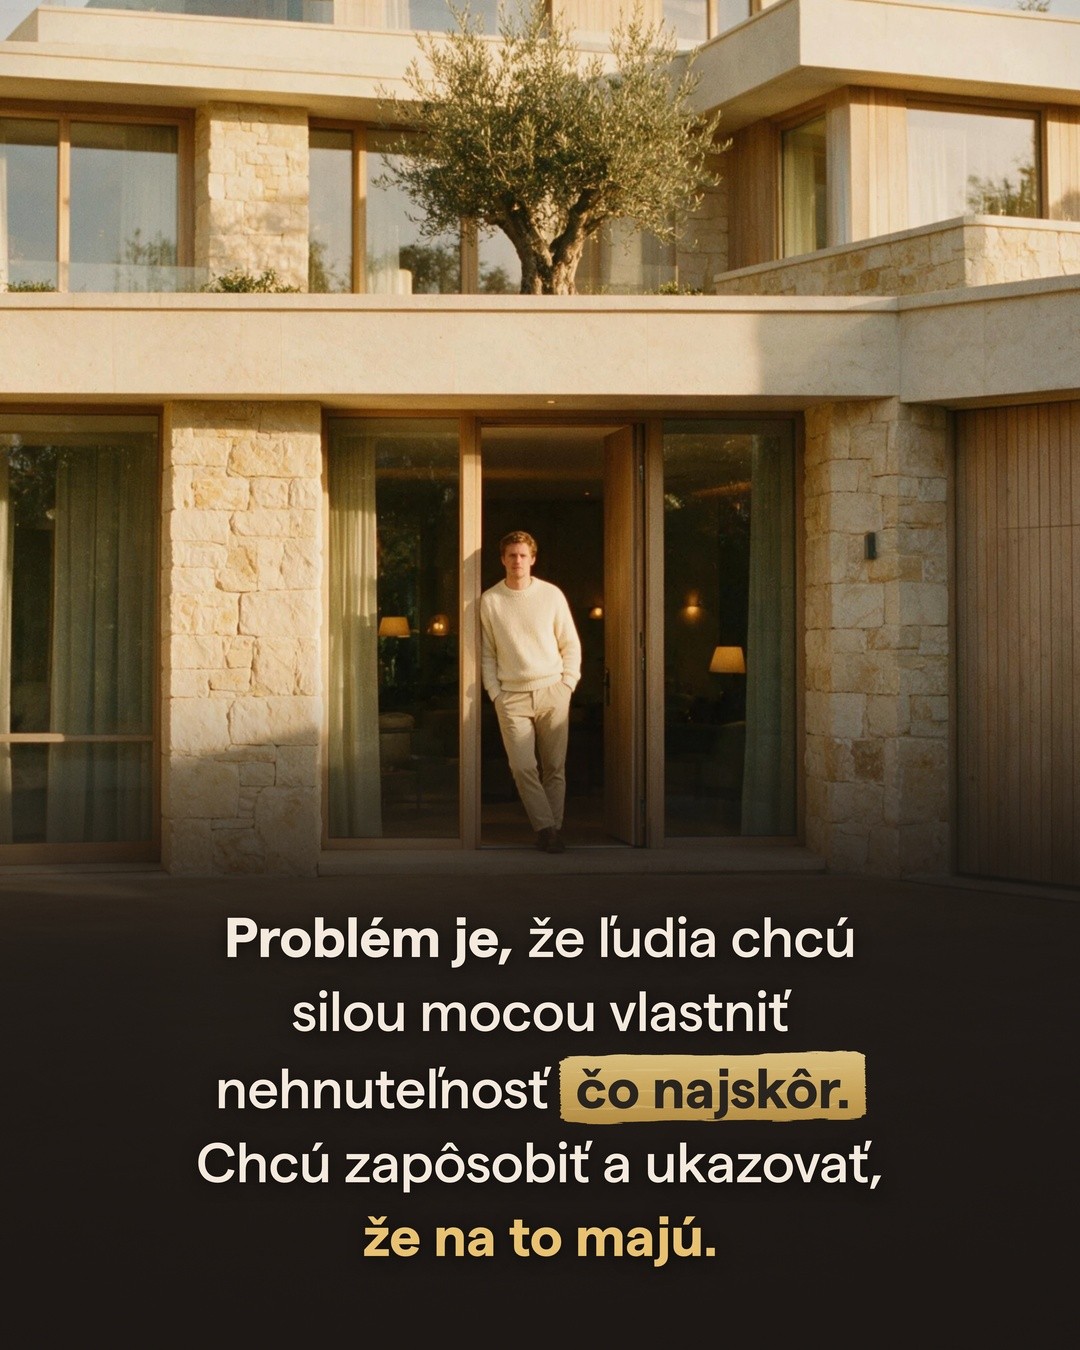 Problém je, že ľudia chcú
silou mocou vlastniť
nehnuteľnosť čo najskôr.
Chcú zapôsobiť a ukazovať,
že na to majú.